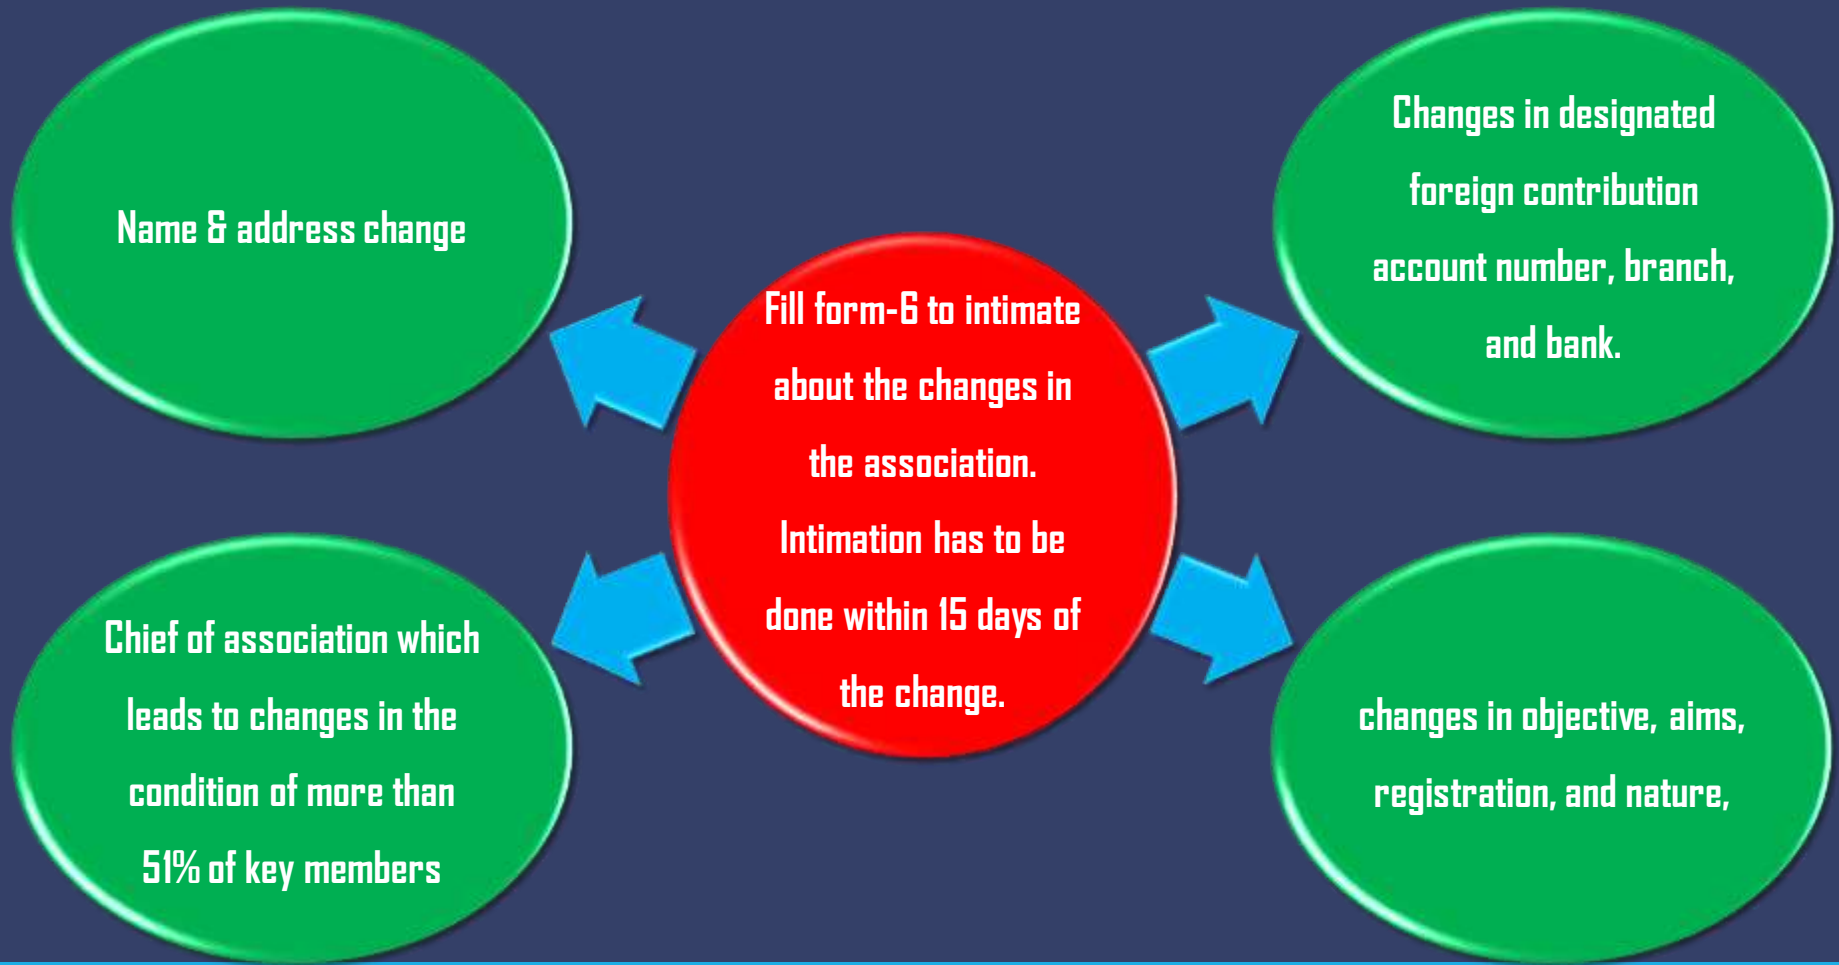 Name & address change
Changes in designated
foreign contribution
account number, branch,
and bank.
Fill form-6 to intimate
about the changes in
the association.
Intimation has to be
done within 15 days of
the change.
Chief of association which
leads to changes in the
condition of more than
51% of key members
changes in objective, aims,
registration, and nature,